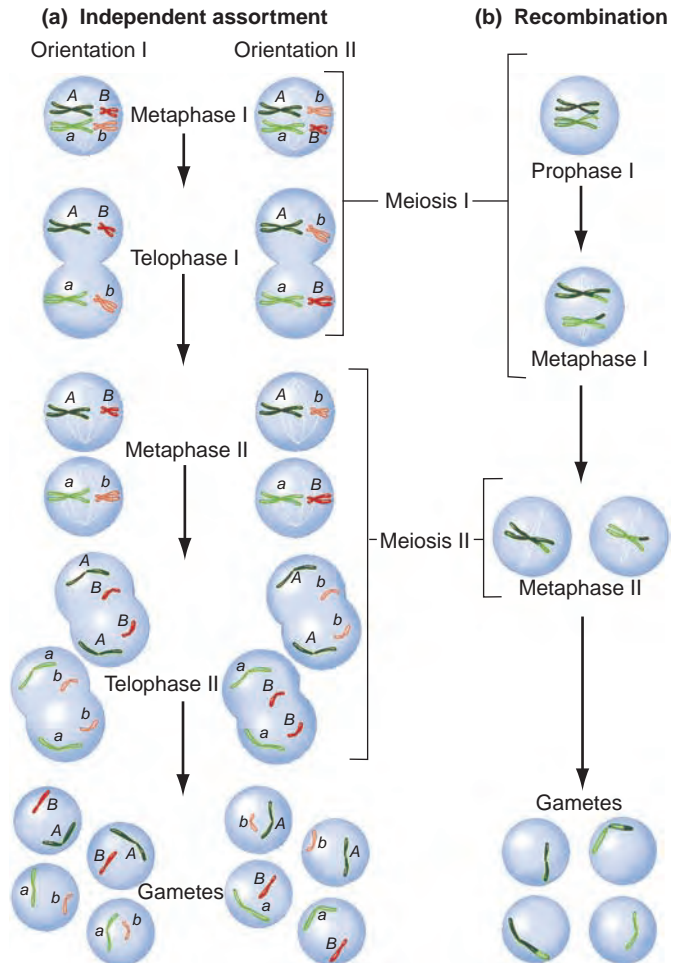 (a) Independent assortment
(b) Recombination
Orientation I
Orientation II
A B
a b
Metaphase I
A b
a B
Prophase I
Meiosis I
A B
a b
Telophase I
A b
a B
Metaphase I
A B
a b
Metaphase II
A b
a B
Meiosis II
Metaphase II
A
B
B
A
a
b
b
a
Telophase II
A
b
b
A
a
B
B
a
Gametes
B
A
B
A
a
b
a
b
Gametes
b
A
b
A
B
a
a
B